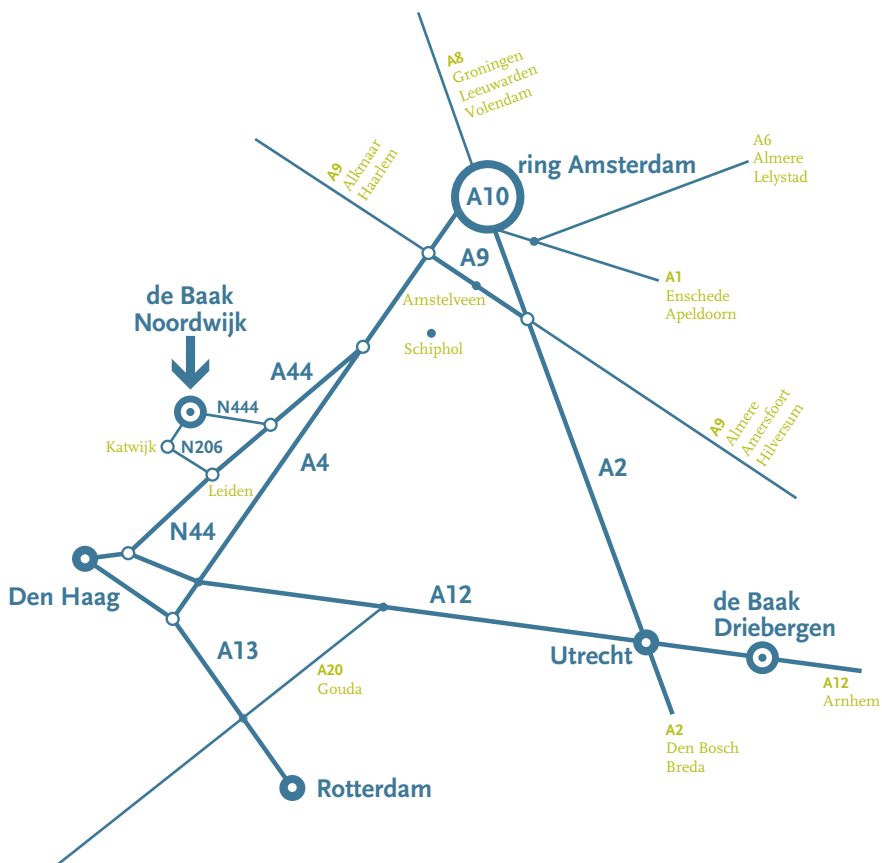 A8
Groningen
Leeuwarden
Volendam
A9
Alkmaar
Haarlem
ring Amsterdam
A10
A6
Almere
Lelystad
A9
A1
Enschede
Apeldoorn
Amstelveen
Schiphol
de Baak
Noordwijk
A44
N444
Katwijk
N206
Leiden
A4
A9
Almere
Amersfoort
Hilversum
A2
N44
Den Haag
A12
A13
A20
Gouda
Utrecht
de Baak
Driebergen
A12
Arnhem
A2
Den Bosch
Breda
Rotterdam